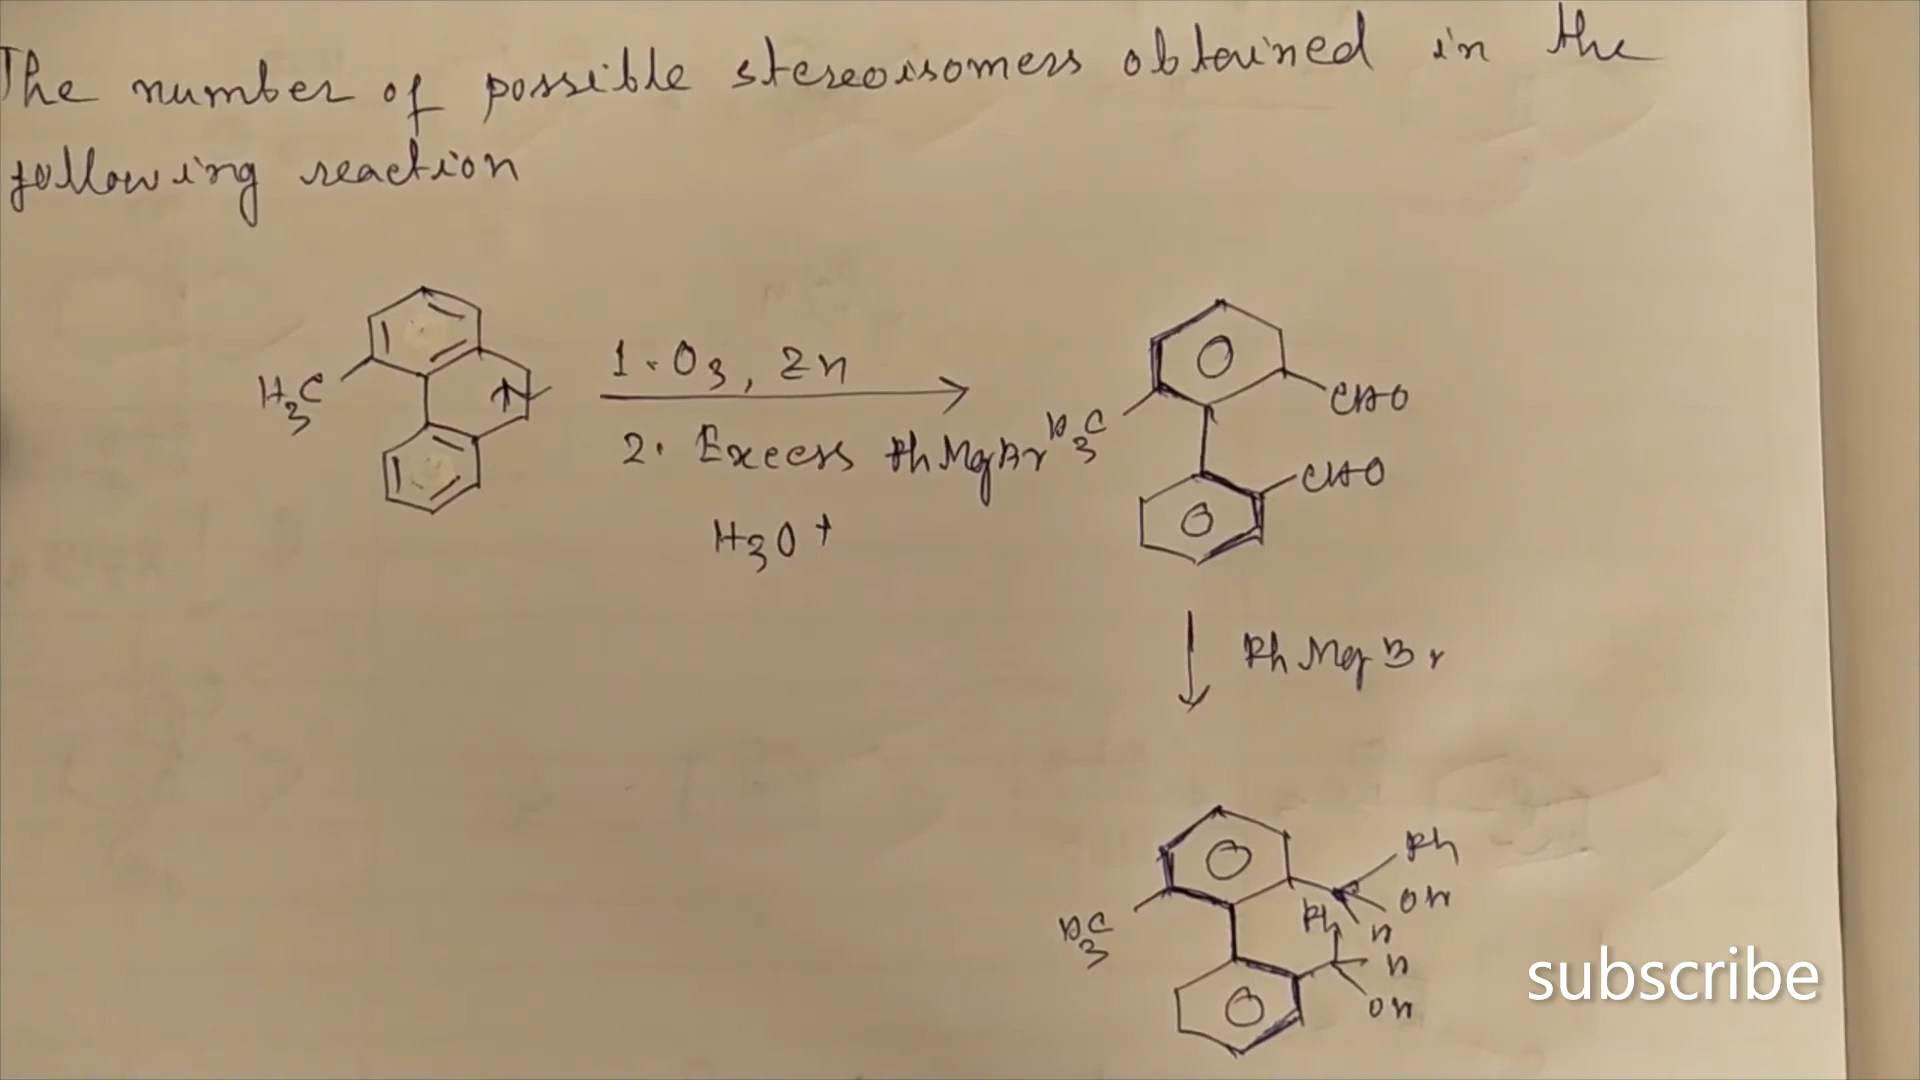 The number of possible stereoisomers obtained in the
following reaction
H3C
1. O3, Zn
2. Excess PhMgBr
H3O+
H3C
CHO
CHO
PhMgBr
H3C
Ph
OH
H
Ph
H
OH
subscribe